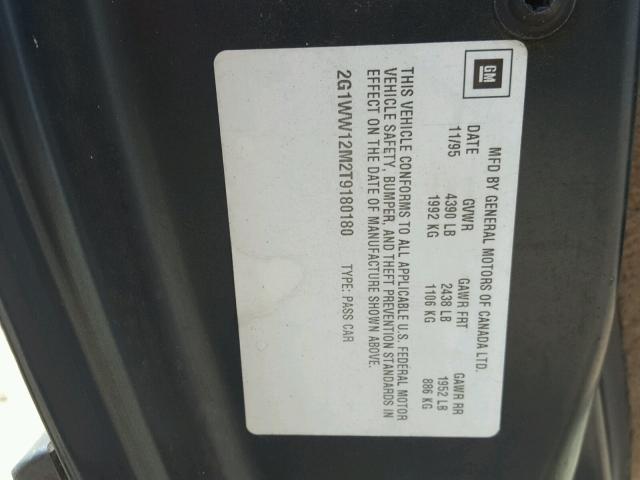 GM
MFD BY GENERAL MOTORS OF CANADA LTD.
DATE GVWR GAWR FRT GAWR RR
11/95 4390 LB 2438 LB 1952 LB
1992 KG 1106 KG 886 KG
THIS VEHICLE CONFORMS TO ALL APPLICABLE U.S. FEDERAL MOTOR
VEHICLE SAFETY, BUMPER, AND THEFT PREVENTION STANDARDS IN
EFFECT ON THE DATE OF MANUFACTURE SHOWN ABOVE.
2G1WW12M2T9180180 TYPE: PASS CAR